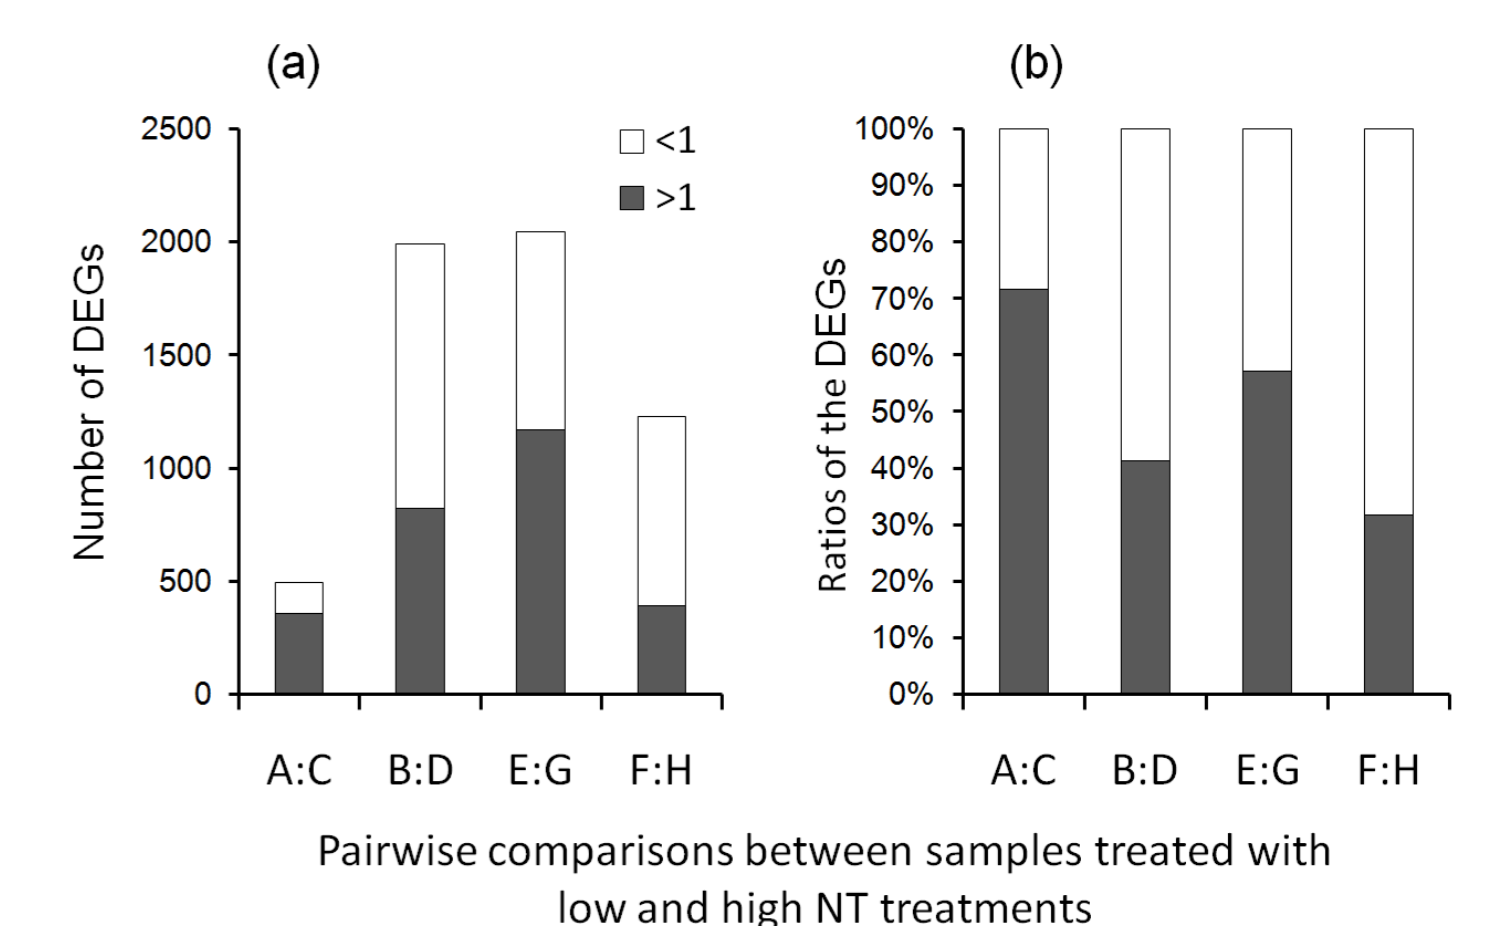 (a)
2500
2000
1500
1000
500
0
Number of DEGs
<1
>1
A:C B:D E:G F:H
(b)
100%
90%
80%
70%
60%
50%
40%
30%
20%
10%
0%
Ratios of the DEGs
A:C B:D E:G F:H
Pairwise comparisons between samples treated with
low and high NT treatments